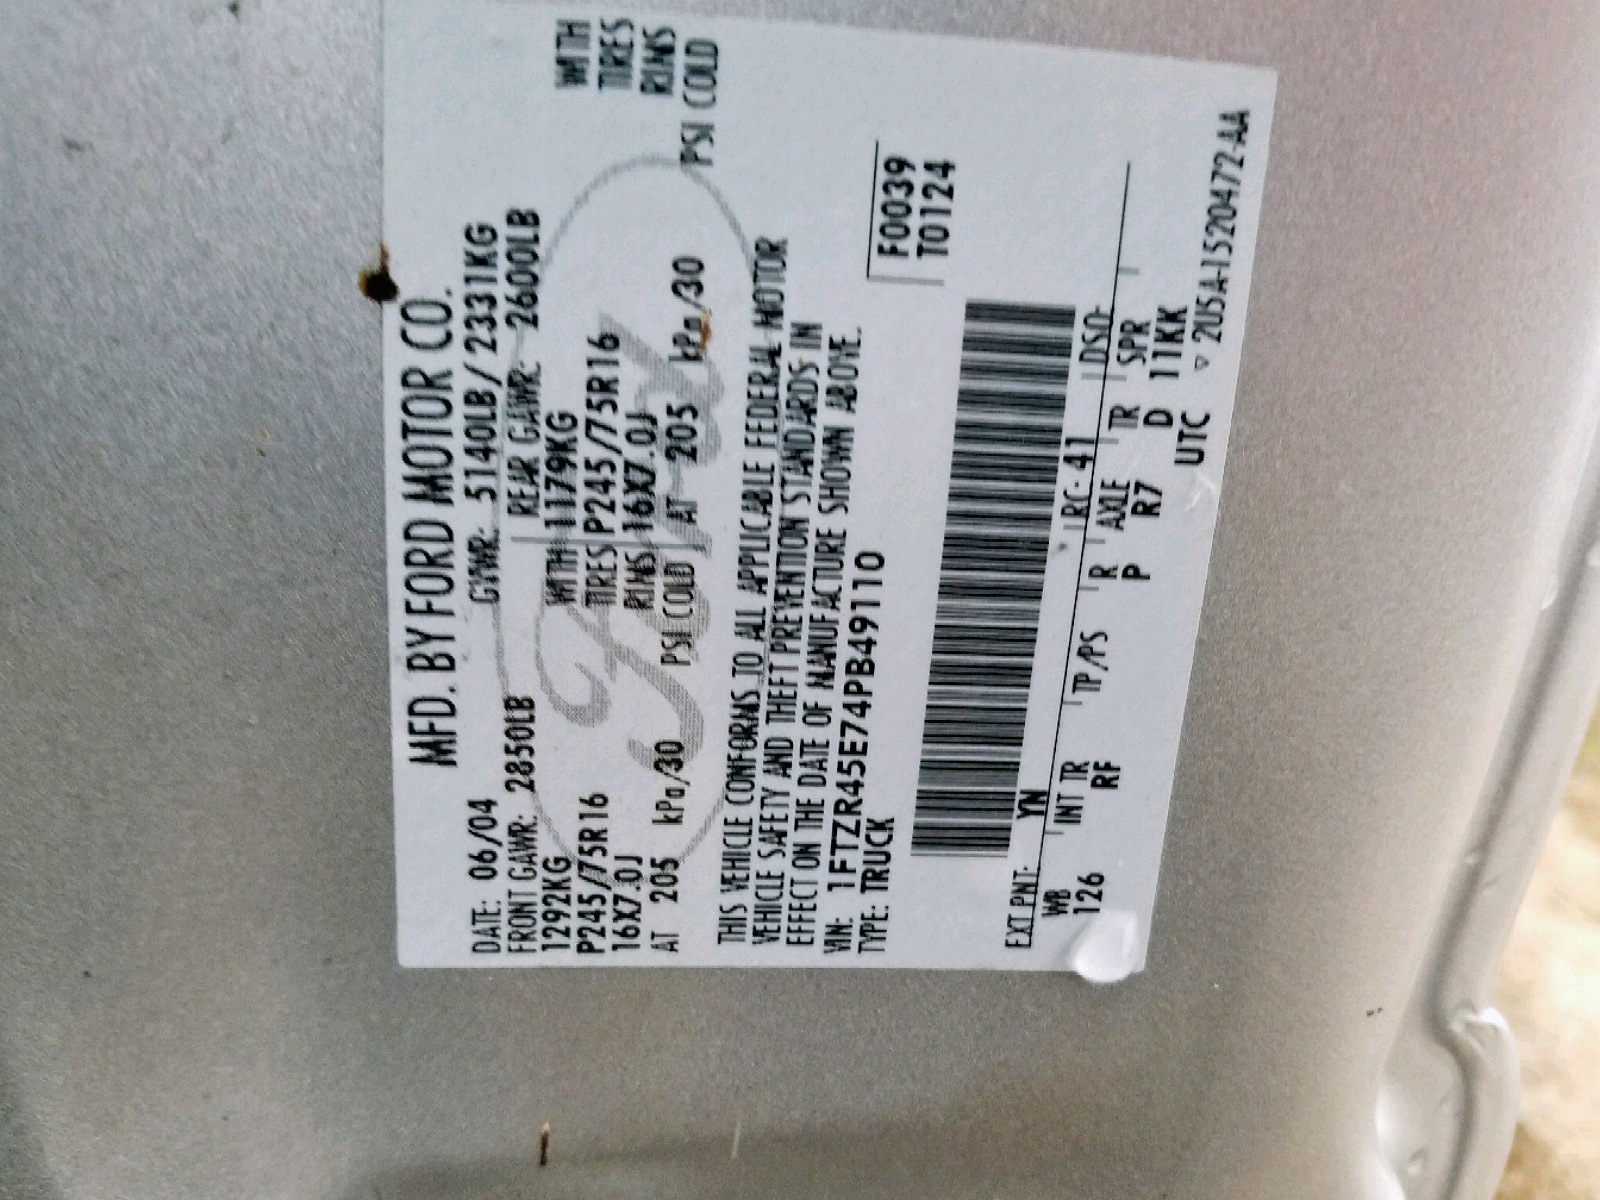 MFD. BY FORD MOTOR CO.
DATE: 06/04 GVWR: 5140LB/ 2331KG
FRONT GAWR: 2850LB REAR GAWR: 2600LB
1292KG WITH 1179KG WITH
P245/75R16 TIRES P245/75R16 TIRES
16X7.0J RIMS 16X7.0J RIMS
AT 205 kPa/30 PSI COLD AT 205 kPa/30 PSI COLD
THIS VEHICLE CONFORMS TO ALL APPLICABLE FEDERAL MOTOR
VEHICLE SAFETY AND THEFT PREVENTION STANDARDS IN
EFFECT ON THE DATE OF MANUFACTURE SHOWN ABOVE.
VIN: 1FTZR45E74PB49110
TYPE: TRUCK
F0039
T0124
EXT PNT: YN RC: 41 DSO:
WB INT TR TP/PS R AXLE TR SPR
126 RF P R7 D 11KK
UTC ▿ 2U5A-1520472-AA
Ford